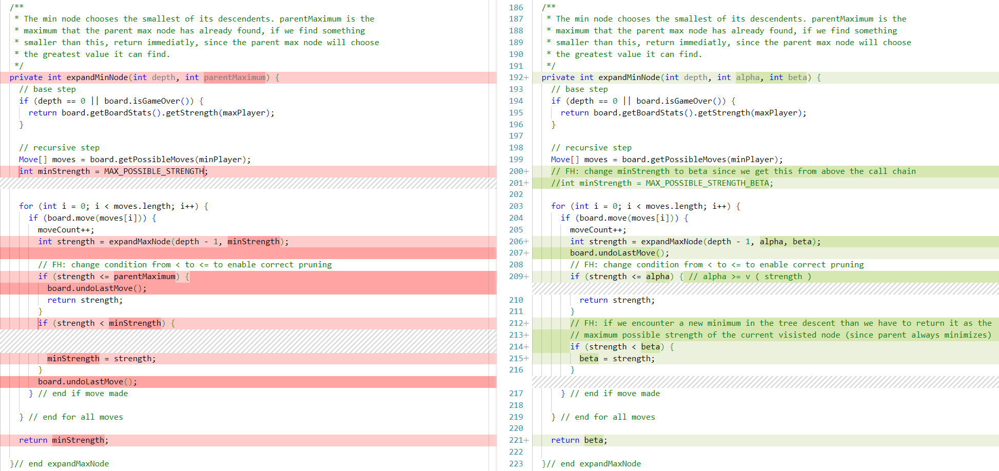 /**
 * The min node chooses the smallest of its descendents. parentMaximum is the
 * maximum that the parent max node has already found, if we find something
 * smaller than this, return immediatly, since the parent max node will choose
 * the greatest value it can find.
 */
private int expandMinNode(int depth, int parentMaximum) {
  // base step
  if (depth == 0 || board.isGameOver()) {
    return board.getBoardStats().getStrength(maxPlayer);
  }
  // recursive step
  Move[] moves = board.getPossibleMoves(minPlayer);
  int minStrength = MAX_POSSIBLE_STRENGTH;
  for (int i = 0; i < moves.length; i++) {
    if (board.move(moves[i])) {
      moveCount++;
      int strength = expandMaxNode(depth - 1, minStrength);
      // FH: change condition from < to <= to enable correct pruning
      if (strength <= parentMaximum) {
        board.undoLastMove();
        return strength;
      }
      if (strength < minStrength) {
        minStrength = strength;
      }
      board.undoLastMove();
    } // end if move made
  } // end for all moves
  return minStrength;
}// end expandMaxNode
186 /**
187  * The min node chooses the smallest of its descendents. parentMaximum is the
188  * maximum that the parent max node has already found, if we find something
189  * smaller than this, return immediatly, since the parent max node will choose
190  * the greatest value it can find.
191  */
192+ private int expandMinNode(int depth, int alpha, int beta) {
193   // base step
194   if (depth == 0 || board.isGameOver()) {
195     return board.getBoardStats().getStrength(maxPlayer);
196   }
197
198   // recursive step
199   Move[] moves = board.getPossibleMoves(minPlayer);
200+   // FH: change minStrength to beta since we get this from above the call chain
201+   //int minStrength = MAX_POSSIBLE_STRENGTH_BETA;
202
203   for (int i = 0; i < moves.length; i++) {
204     if (board.move(moves[i])) {
205       moveCount++;
206+       int strength = expandMaxNode(depth - 1, alpha, beta);
207+       board.undoLastMove();
208       // FH: change condition from < to <= to enable correct pruning
209+       if (strength <= alpha) { // alpha >= v ( strength )
210         return strength;
211       }
212+       // FH: if we encounter a new minimum in the tree descent than we have to return it as the
213+       // maximum possible strength of the current visisted node (since parent always minimizes)
214+       if (strength < beta) {
215+         beta = strength;
216       }
217     } // end if move made
218
219   } // end for all moves
220
221+   return beta;
222
223 }// end expandMaxNode